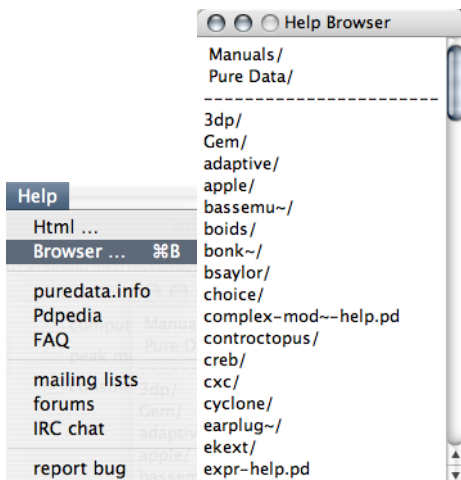 Help
Html ...
Browser ... ⌘B
puredata.info
Pdpedia
FAQ
mailing lists
forums
IRC chat
report bug
Help Browser
Manuals/
Pure Data/
------------------------
3dp/
Gem/
adaptive/
apple/
bassemu~/
boids/
bonk~/
bsaylor/
choice/
complex-mod~-help.pd
controctopus/
creb/
cxc/
cyclone/
earplug~/
ekext/
expr-help.pd